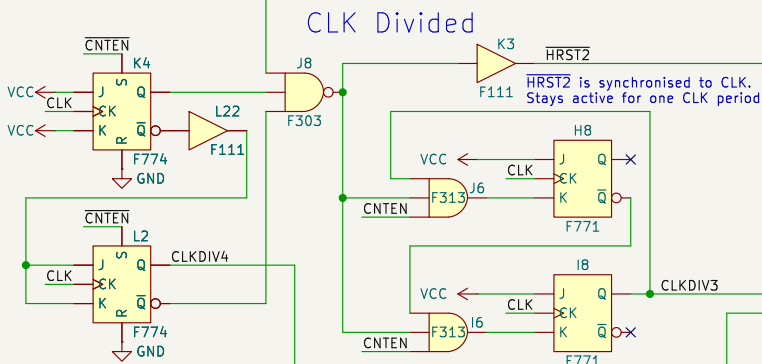 CLK Divided
CNTEN
K4
S
VCC
J
Q
CLK
CK
VCC
K
R
Q
F774
GND
L22
F111
J8
F303
K3
F111
HRST2
HRST2 is synchronised to CLK.
Stays active for one CLK period
H8
VCC
J
Q
CLK
CK
K
Q
F771
F313
J6
CNTEN
CNTEN
L2
S
J
Q
CLKDIV4
CLK
CK
K
R
Q
F774
GND
I8
VCC
J
Q
CLKDIV3
CLK
CK
K
Q
F771
F313
I6
CNTEN